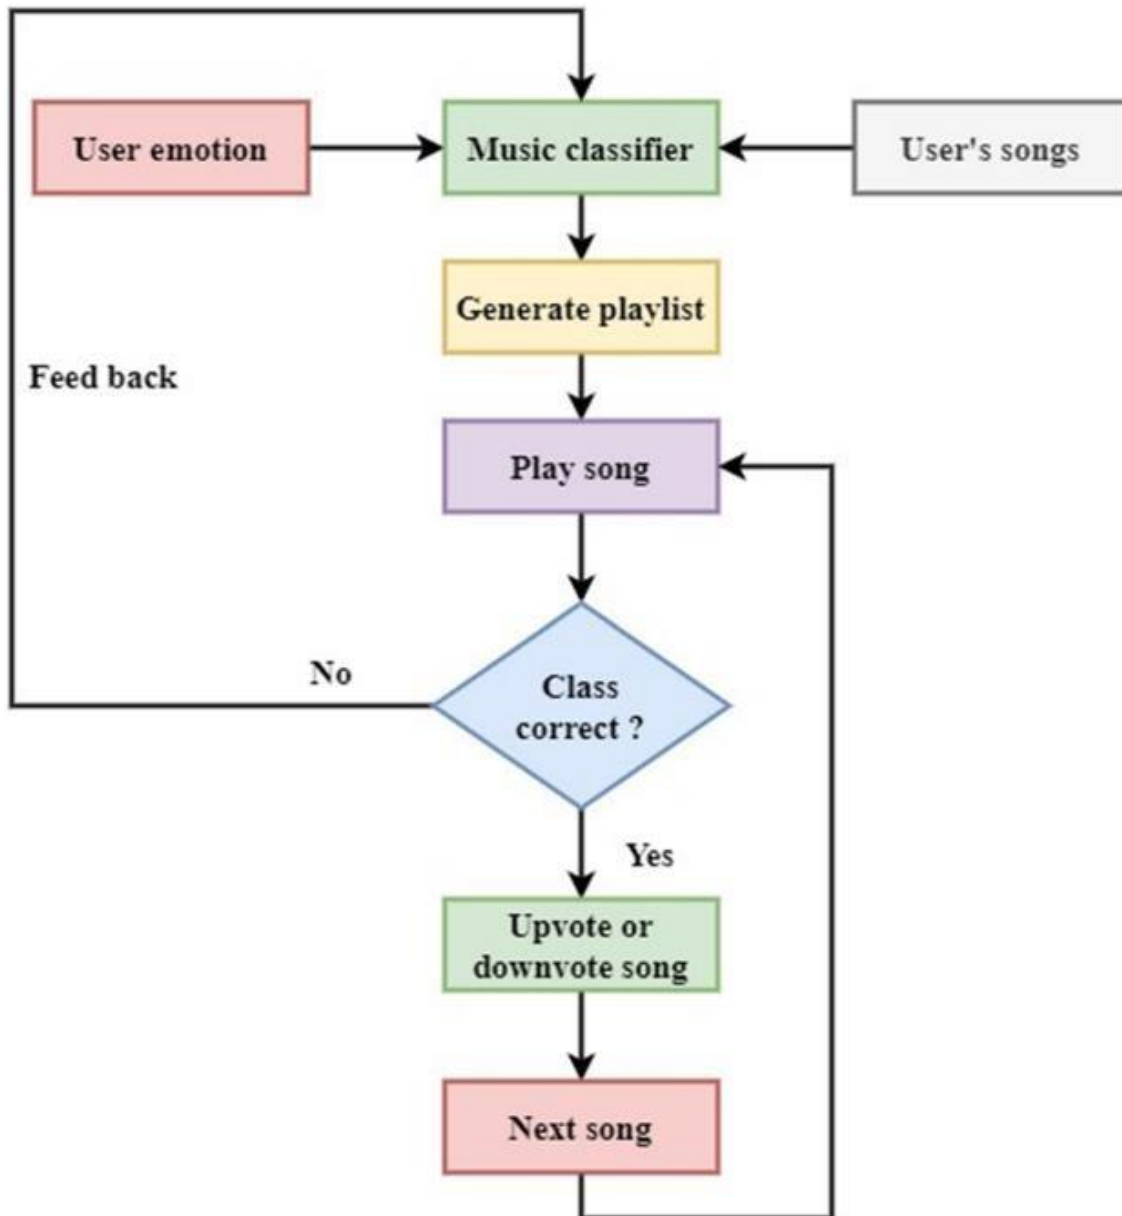 User emotion
Music classifier
User's songs
Generate playlist
Feed back
Play song
No
Class
correct ?
Yes
Upvote or
downvote song
Next song